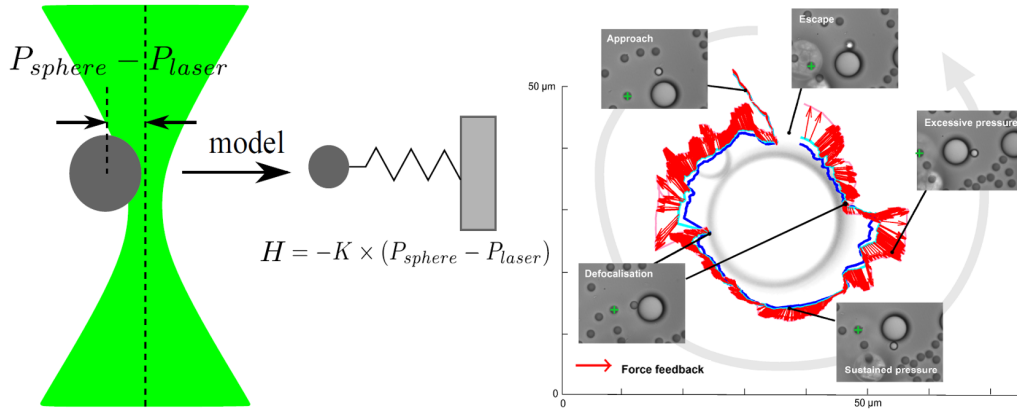 P_sphere − P_laser
model
H = −K × (P_sphere − P_laser)
Approach
Escape
50 µm
Excessive pressure
Defocalisation
Sustained pressure
Force feedback
0
0
50 µm